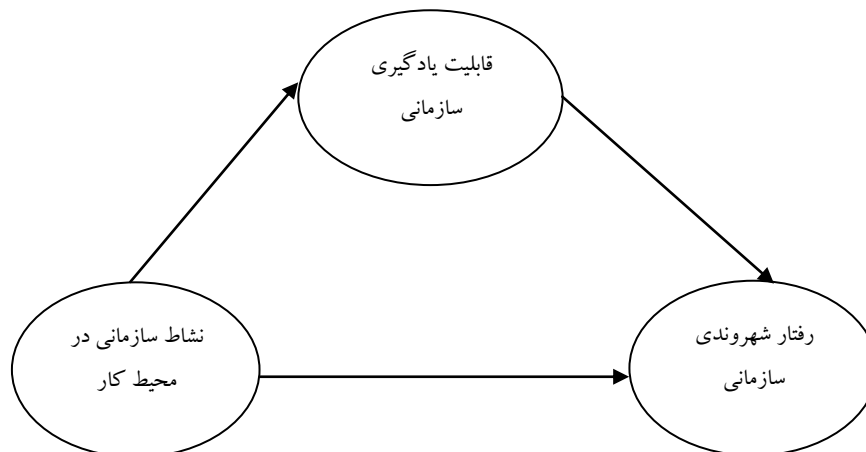 قابلیت یادگیری
سازمانی
نشاط سازمانی در
محیط کار
رفتار شهروندی
سازمانی